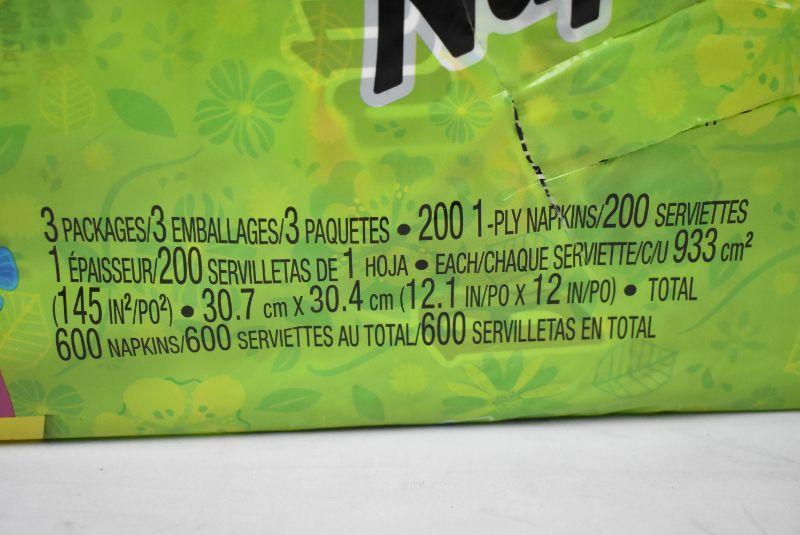 3 PACKAGES/3 EMBALLAGES/3 PAQUETES • 200 1-PLY NAPKINS/200 SERVIETTES
1 ÉPAISSEUR/200 SERVILLETAS DE 1 HOJA • EACH/CHAQUE SERVIETTE/C/U 933 cm²
(145 IN²/PO²) • 30.7 cm X 30.4 cm (12.1 IN/PO X 12 IN/PO) • TOTAL
600 NAPKINS/600 SERVIETTES AU TOTAL/600 SERVILLETAS EN TOTAL